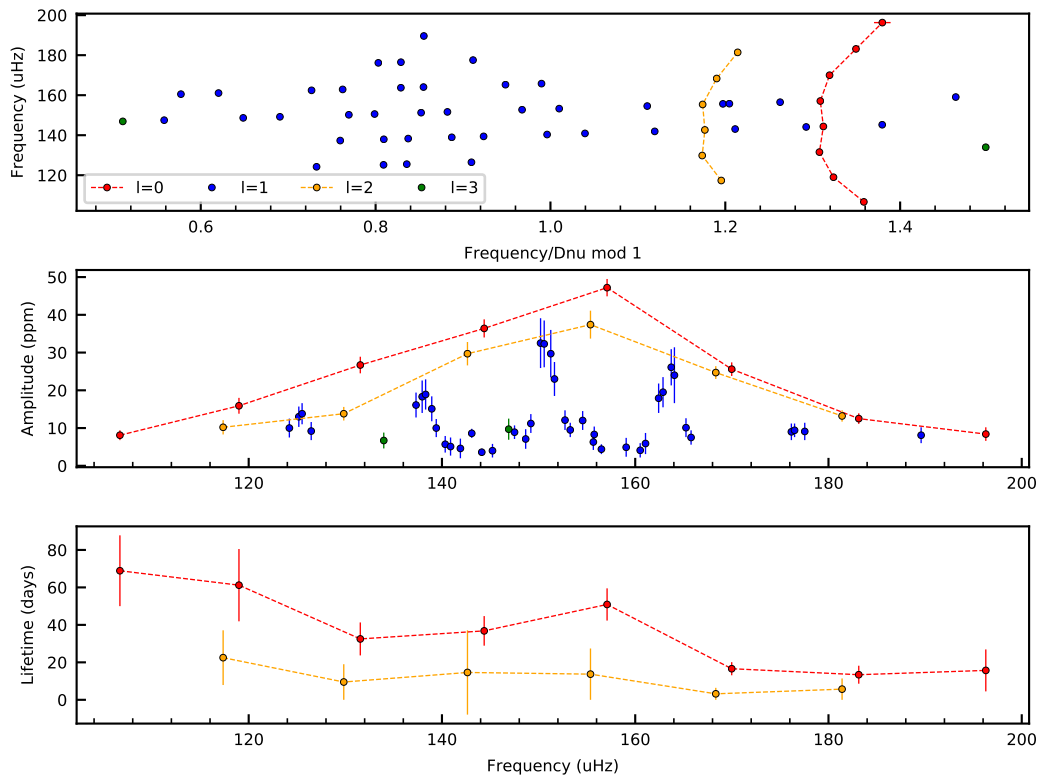 200
180
160
140
120
Frequency (uHz)
l=0 l=1 l=2 l=3
0.6 0.8 1.0 1.2 1.4
Frequency/Dnu mod 1
50
40
30
20
10
0
Amplitude (ppm)
120 140 160 180 200
80
60
40
20
0
Lifetime (days)
120 140 160 180 200
Frequency (uHz)